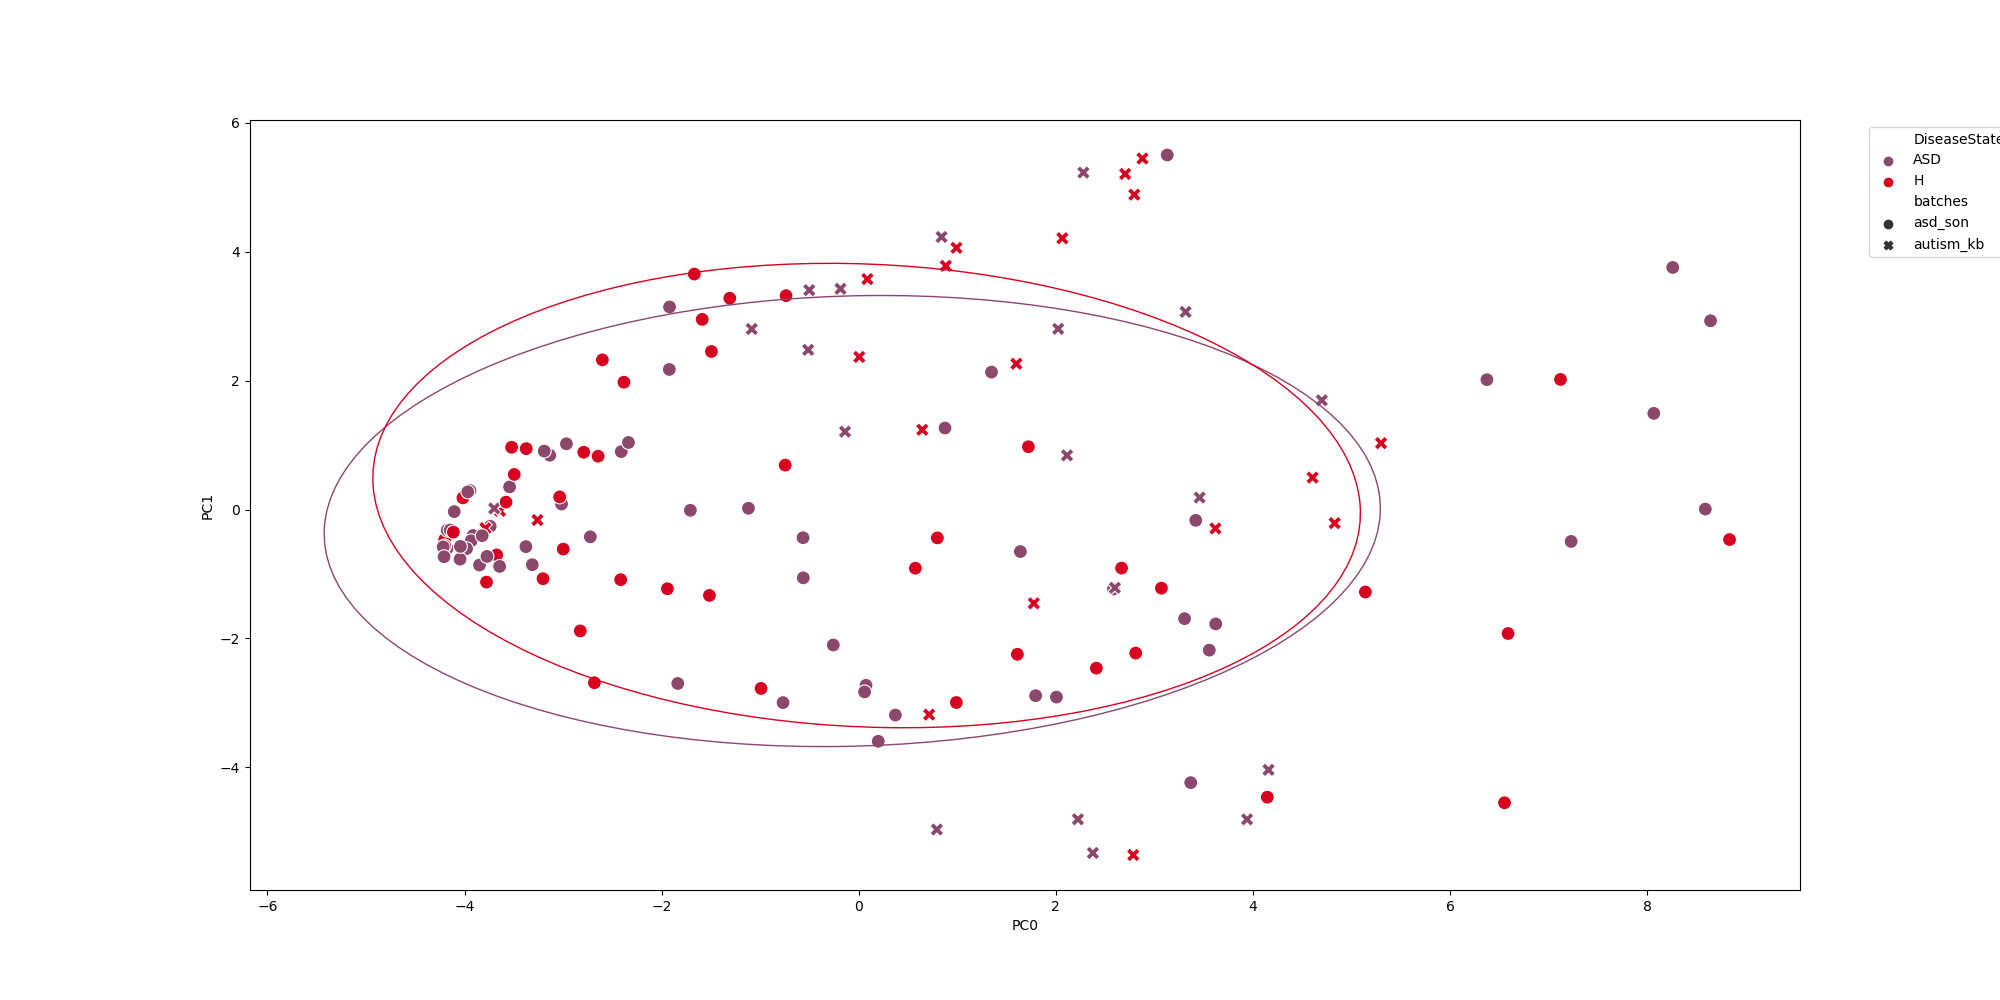 6
4
2
0
−2
−4
PC1
−6
−4
−2
0
2
4
6
8
PC0
DiseaseState
ASD
H
batches
asd_son
autism_kb